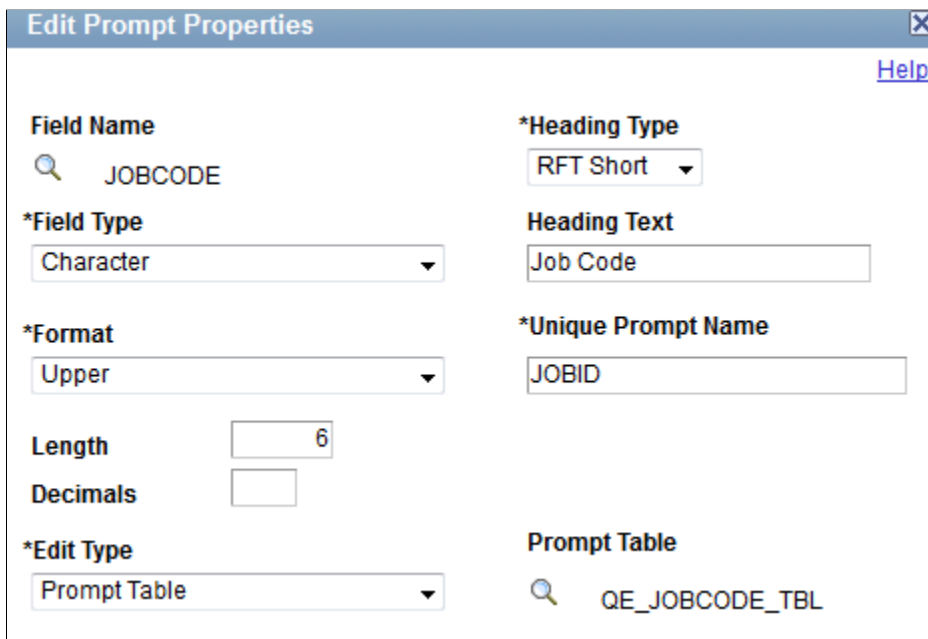 Edit Prompt Properties
Help
Field Name
*Heading Type
JOBCODE
RFT Short
*Field Type
Heading Text
Character
Job Code
*Format
*Unique Prompt Name
Upper
JOBID
Length
6
Decimals
*Edit Type
Prompt Table
Prompt Table
QE_JOBCODE_TBL